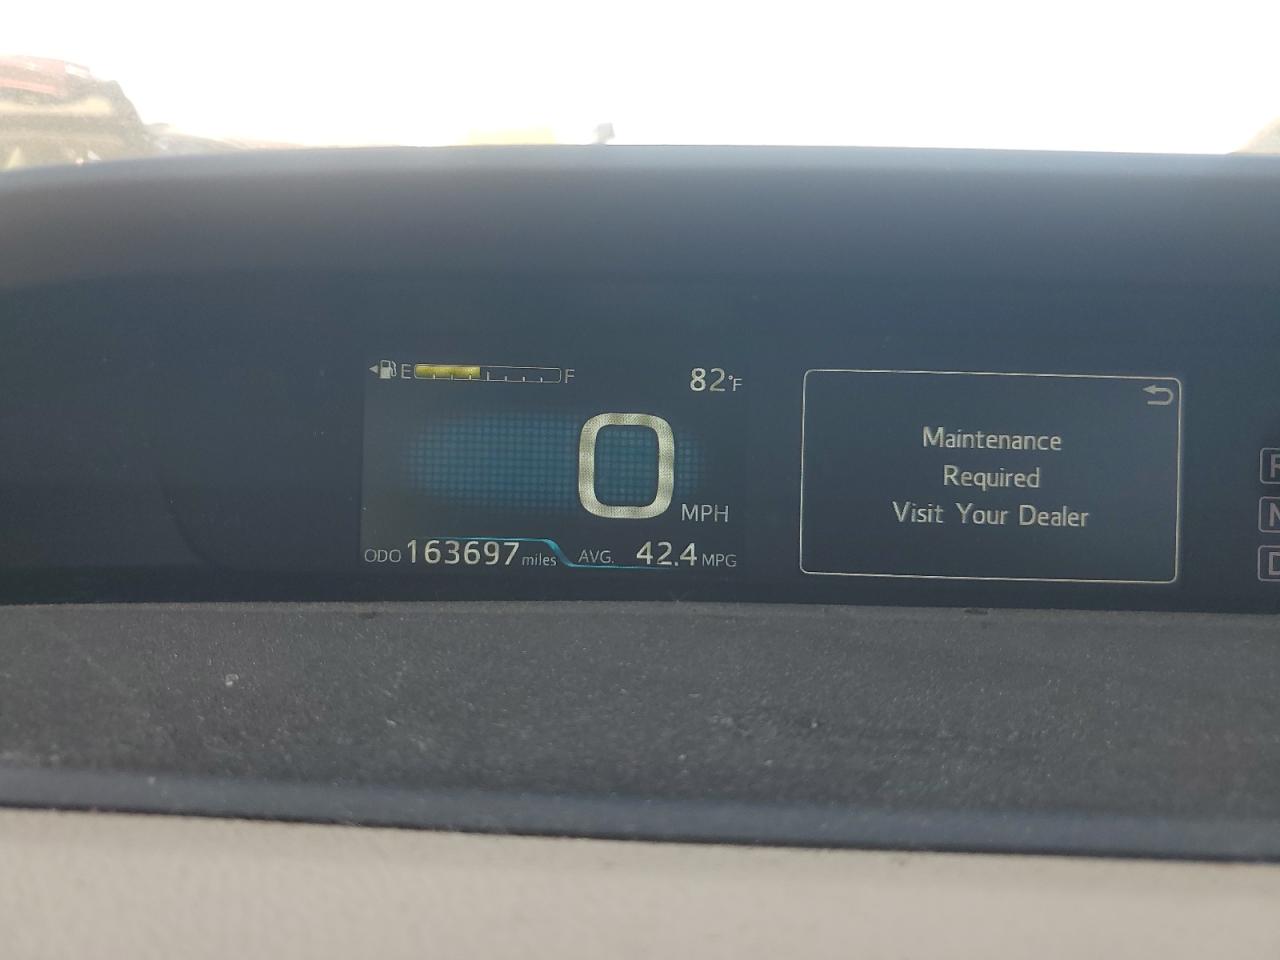 E F 82°F
0 MPH
ODO 163697 miles AVG. 42.4 MPG
Maintenance
Required
Visit Your Dealer
N
D